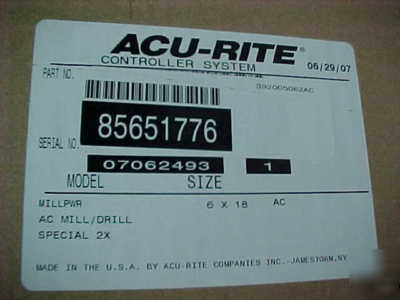 ACU-RITE®
CONTROLLER SYSTEM 06/29/07
PART NO.
392005062AC
85651776
SERIAL NO.
07062493 1
MODEL SIZE
MILLPWR 6 X 18 AC
AC MILL/DRILL
SPECIAL 2X
MADE IN THE U.S.A. BY ACU-RITE COMPANIES INC.-JAMESTOWN,NY